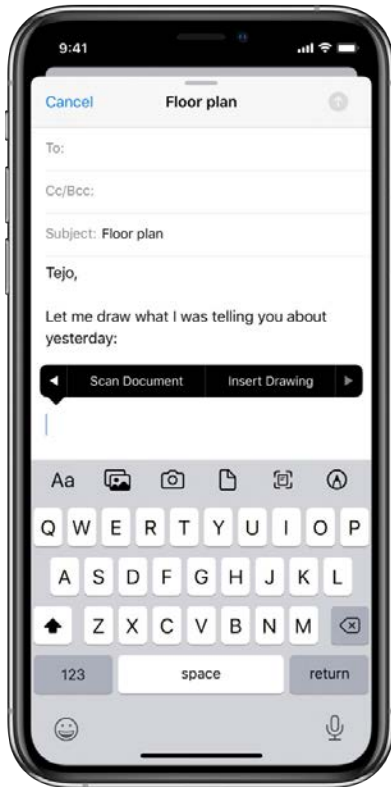 9:41
Cancel Floor plan
To:
Cc/Bcc:
Subject: Floor plan
Tejo,
Let me draw what I was telling you about
yesterday:
Scan Document Insert Drawing
Aa
Q W E R T Y U I O P
A S D F G H J K L
Z X C V B N M
123 space return